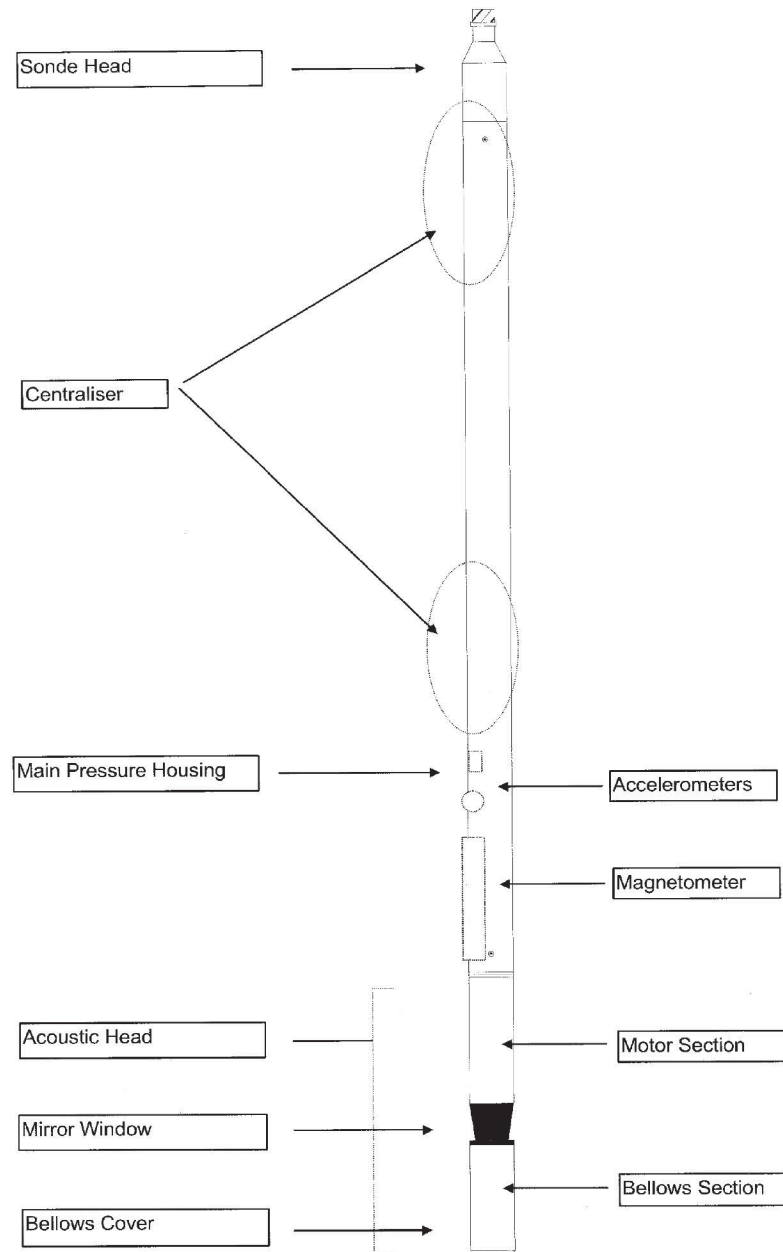 Sonde Head
Centraliser
Main Pressure Housing
Accelerometers
Magnetometer
Acoustic Head
Motor Section
Mirror Window
Bellows Section
Bellows Cover